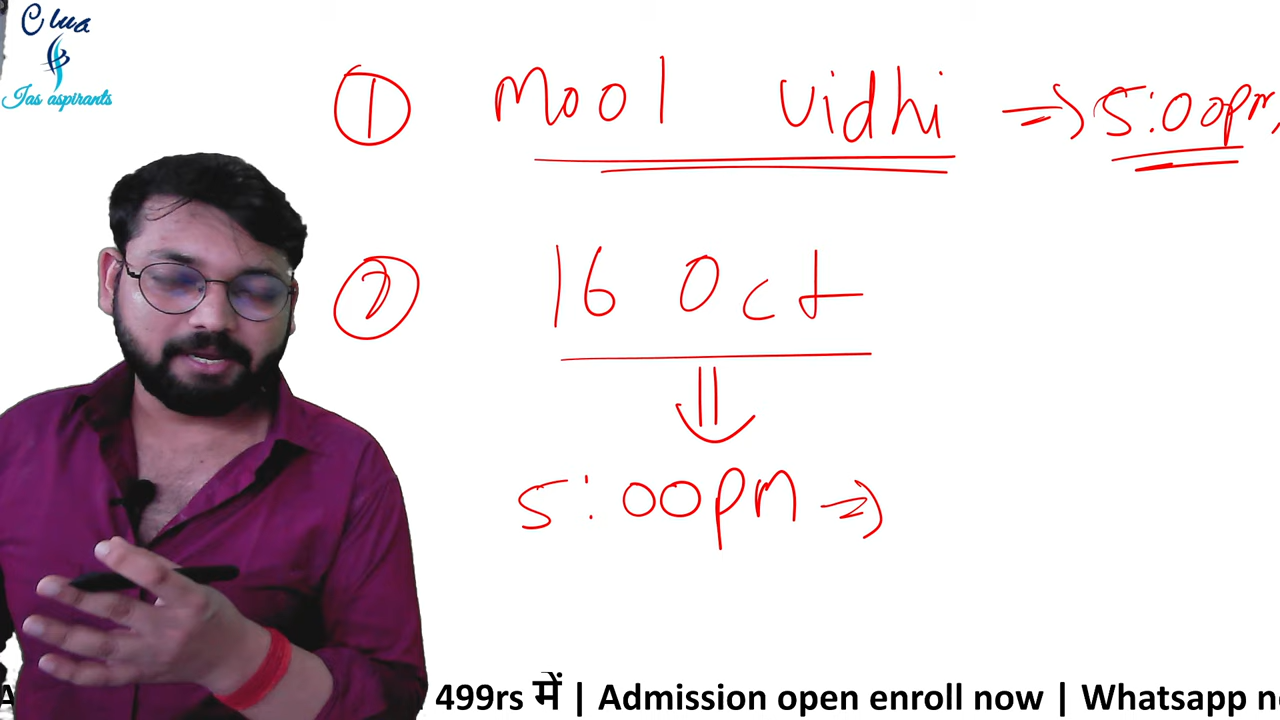 Clua
Ias aspirants
① Mool vidhi => 5:00pm
② 16 Oct
5:00pm =>
499rs में | Admission open enroll now | Whatsapp